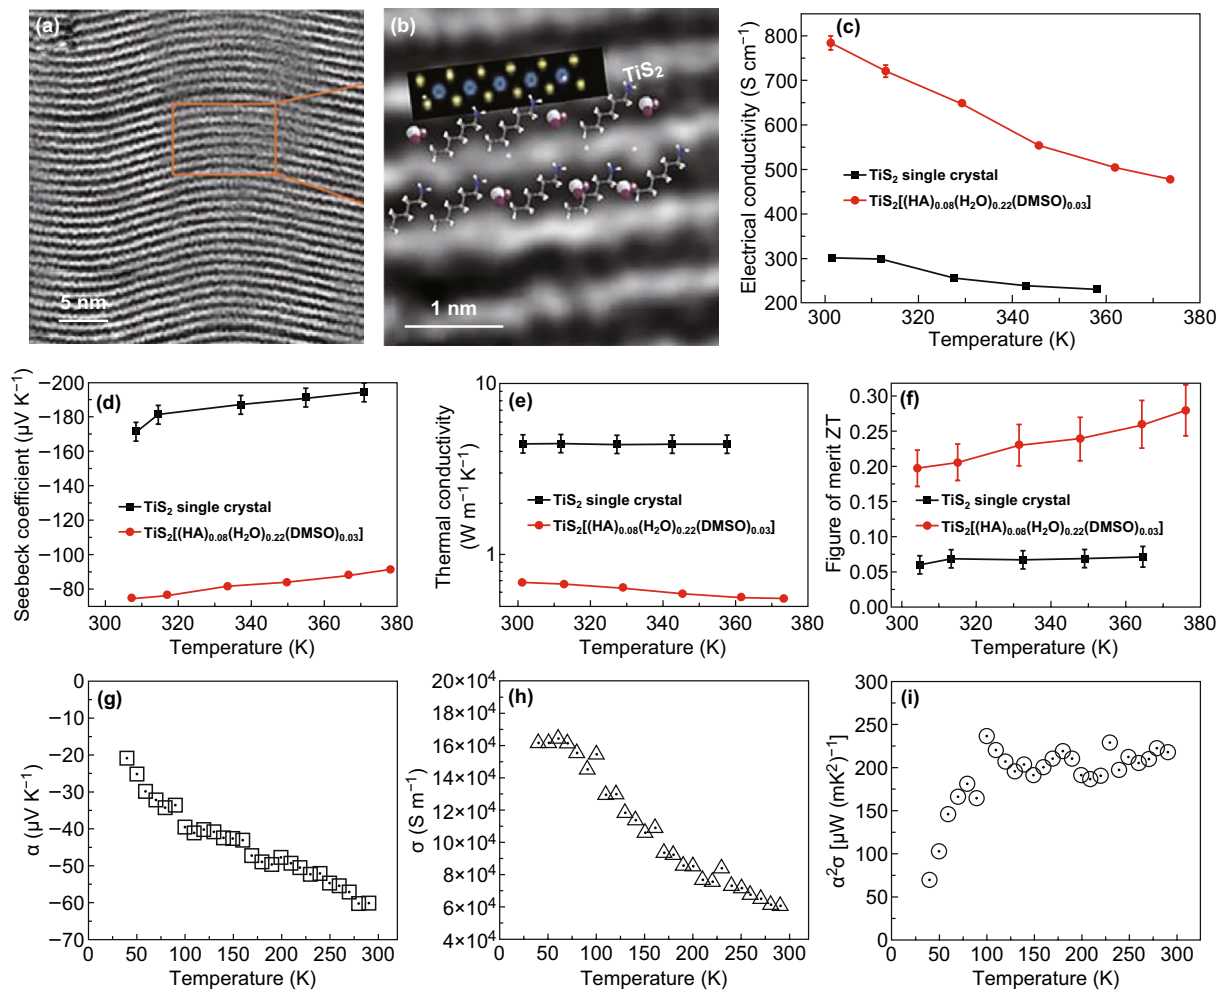 (a)
5 nm
(b)
TiS2
1 nm
(c)
Electrical conductivity (S cm−1)
800
700
600
500
400
300
200
TiS2 single crystal
TiS2[(HA)0.08(H2O)0.22(DMSO)0.03]
300 320 340 360 380
Temperature (K)
(d)
Seebeck coefficient (μV K−1)
−200
−180
−160
−140
−120
−100
−80
TiS2 single crystal
TiS2[(HA)0.08(H2O)0.22(DMSO)0.03]
300 320 340 360 380
Temperature (K)
(e)
Thermal conductivity
(W m−1 K−1)
10
1
TiS2 single crystal
TiS2[(HA)0.08(H2O)0.22(DMSO)0.03]
300 320 340 360 380
Temperature (K)
(f)
Figure of merit ZT
0.30
0.25
0.20
0.15
0.10
0.05
0.00
TiS2 single crystal
TiS2[(HA)0.08(H2O)0.22(DMSO)0.03]
300 320 340 360 380
Temperature (K)
(g)
α (μV K−1)
0
−10
−20
−30
−40
−50
−60
−70
0 50 100 150 200 250 300
Temperature (K)
(h)
σ (S m−1)
20×104
18×104
16×104
14×104
12×104
10×104
8×104
6×104
4×104
0 50 100 150 200 250 300
Temperature (K)
(i)
α2σ [μW (mK2)−1]
300
250
200
150
100
50
0
0 50 100 150 200 250 300
Temperature (K)